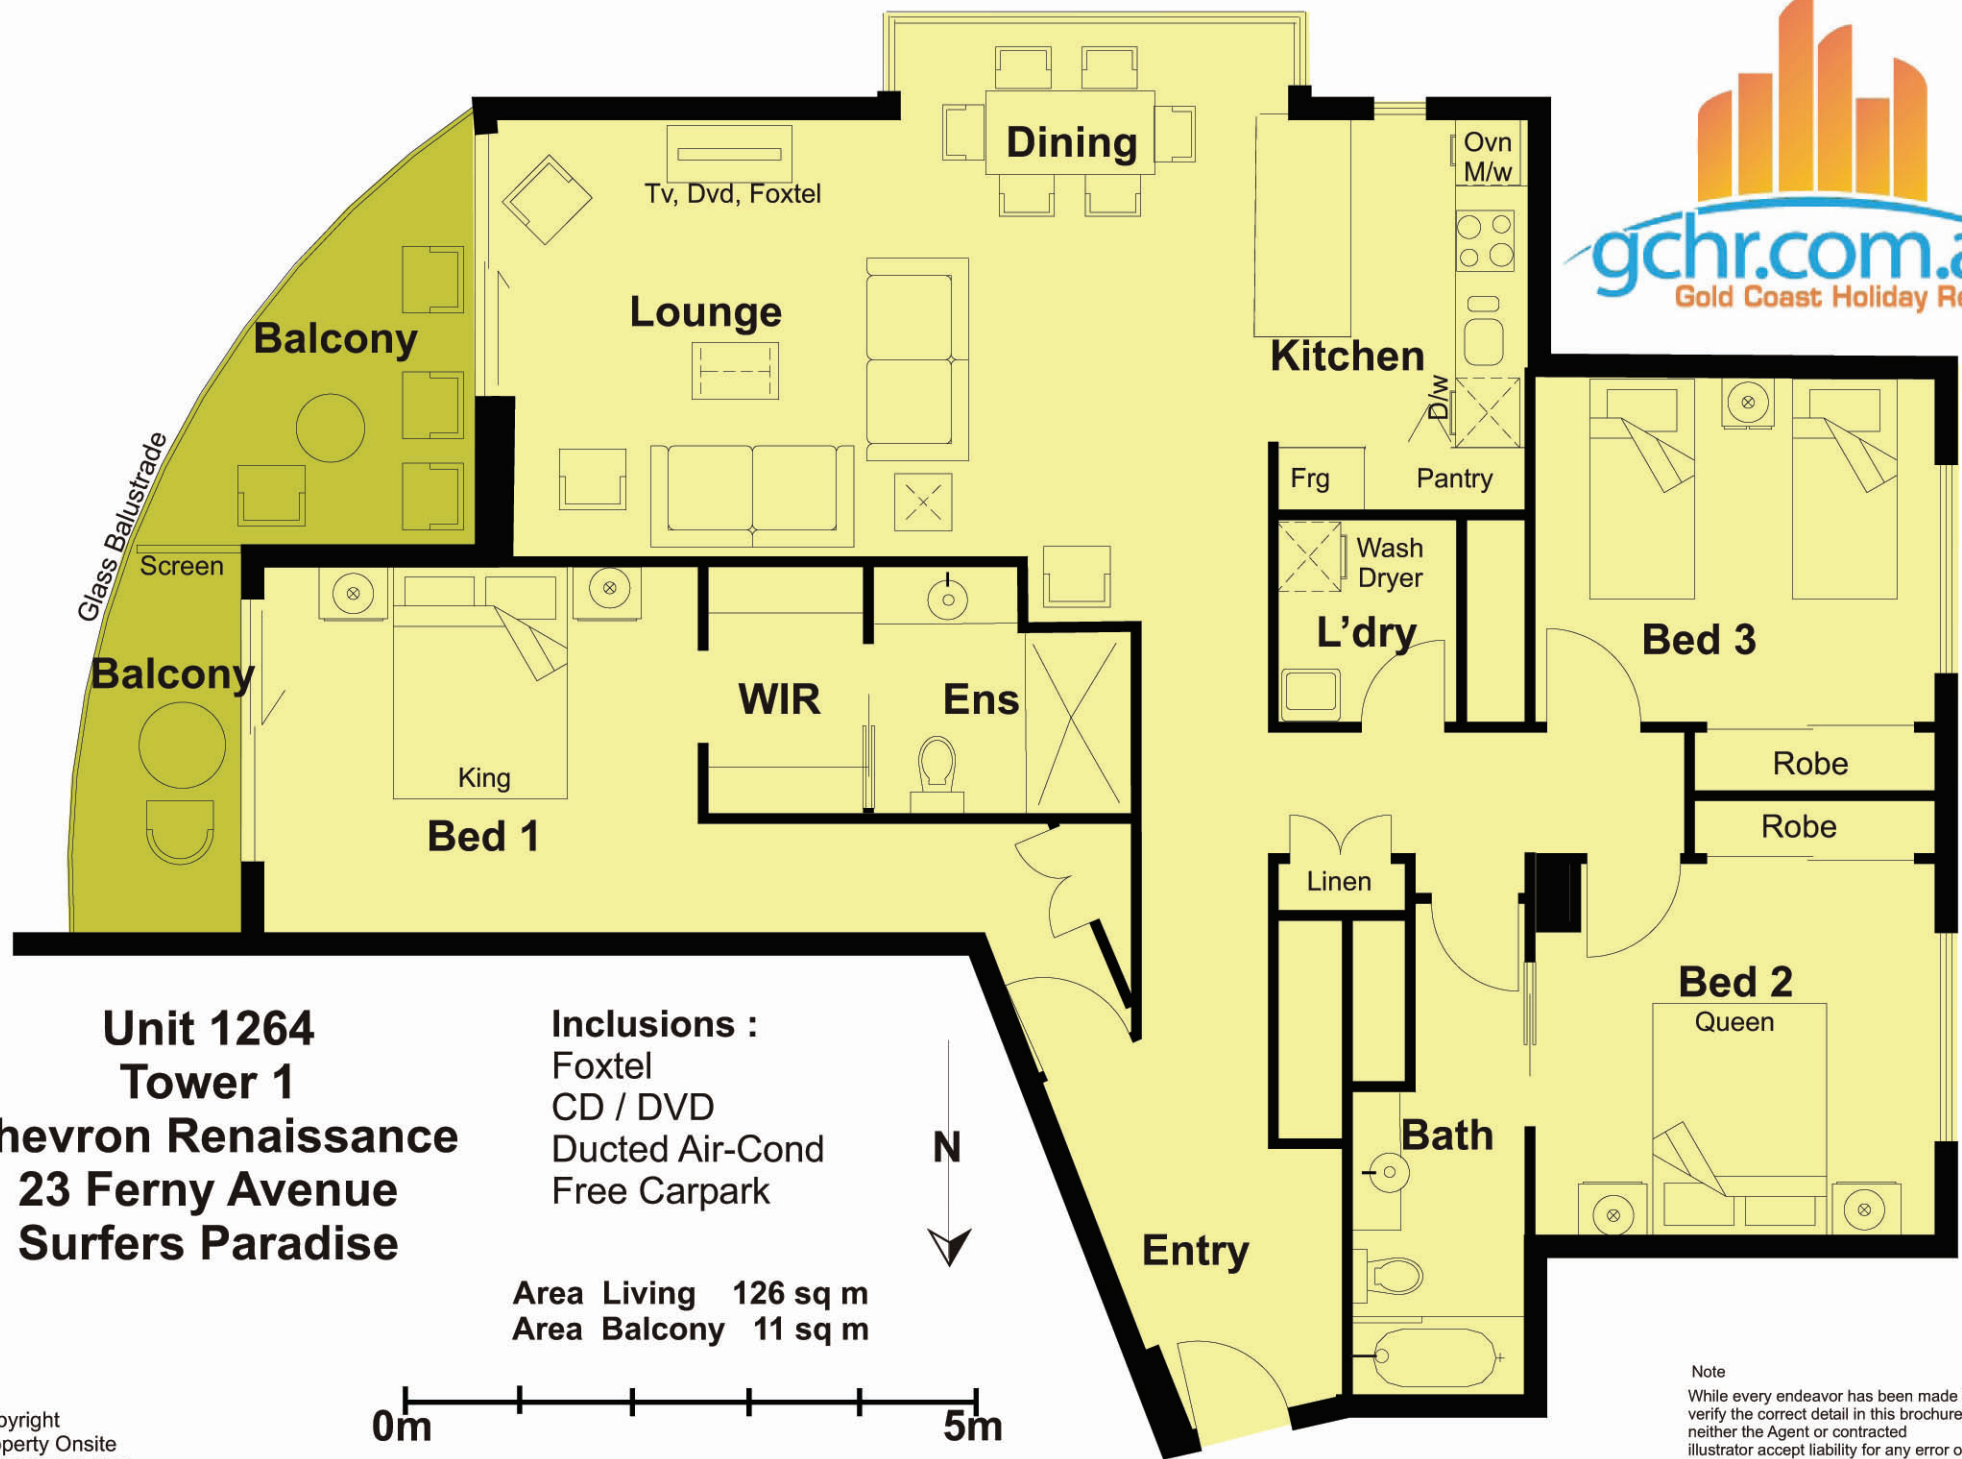 Dining
Ovn
M/w
Tv, Dvd, Foxtel
gchr.com.a
Gold Coast Holiday Re
Lounge
Balcony
Kitchen
D/w
Glass Balustrade
Frg
Pantry
Screen
Wash
Dryer
L'dry
Bed 3
Balcony
WIR
Ens
King
Bed 1
Robe
Robe
Linen
Bed 2
Queen
Unit 1264
Tower 1
hevron Renaissance
23 Ferny Avenue
Surfers Paradise
Inclusions :
Foxtel
CD / DVD
Ducted Air-Cond
Free Carpark
N
Bath
Entry
Area Living 126 sq m
Area Balcony 11 sq m
0m 5m
pyright
operty Onsite
Note
While every endeavor has been made
verify the correct detail in this brochure
neither the Agent or contracted
illustrator accept liability for any error o